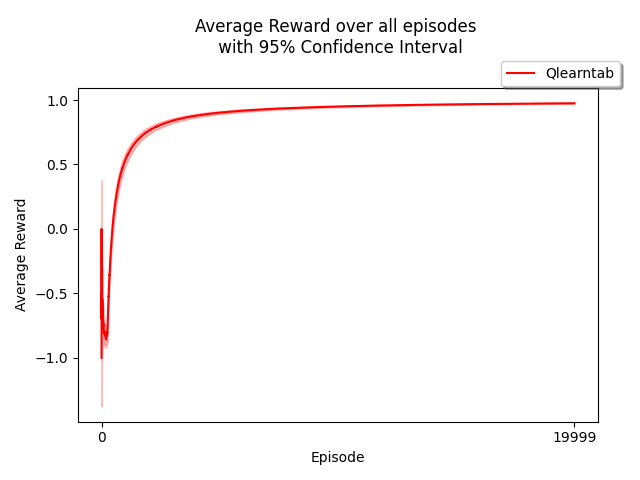 Average Reward over all episodes
with 95% Confidence Interval
Qlearntab
1.0
0.5
0.0
−0.5
−1.0
Average Reward
0
19999
Episode